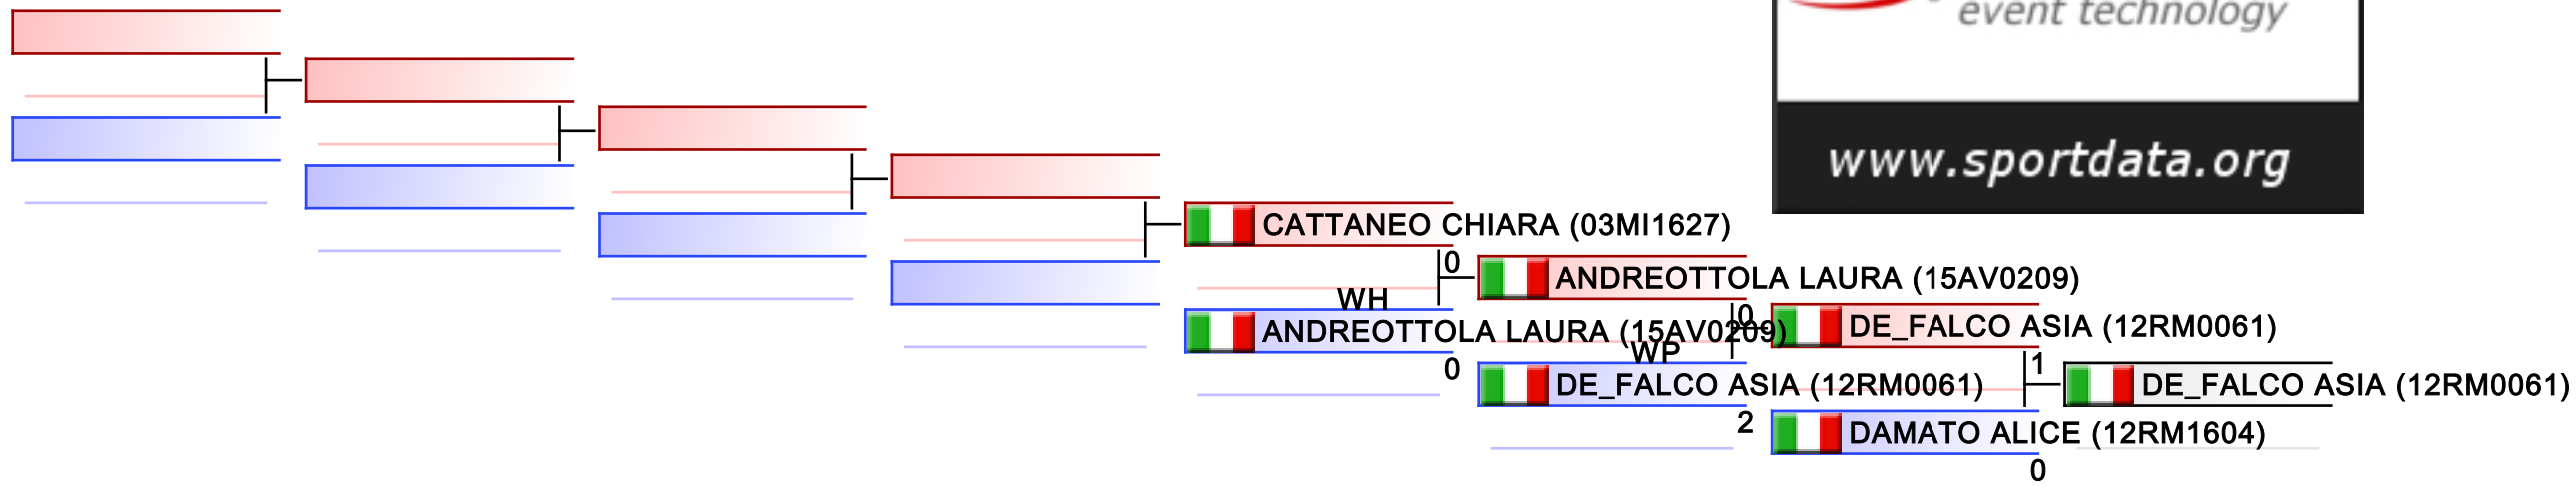 event technology
www.sportdata.org
CATTANEO CHIARA (03MI1627)
0
ANDREOTTOLA LAURA (15AV0209)
WH
ANDREOTTOLA LAURA (15AV0209)
0
0
DE_FALCO ASIA (12RM0061)
WP
DE_FALCO ASIA (12RM0061)
2
1
DE_FALCO ASIA (12RM0061)
DAMATO ALICE (12RM1604)
0